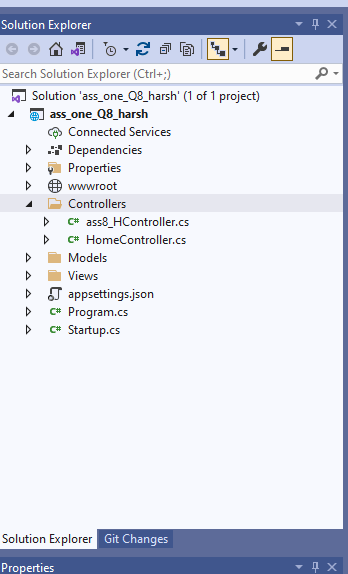 Solution Explorer
Search Solution Explorer (Ctrl+;)
Solution 'ass_one_Q8_harsh' (1 of 1 project)
ass_one_Q8_harsh
Connected Services
Dependencies
Properties
wwwroot
Controllers
C# ass8_HController.cs
C# HomeController.cs
Models
Views
appsettings.json
C# Program.cs
C# Startup.cs
Solution Explorer Git Changes
Properties